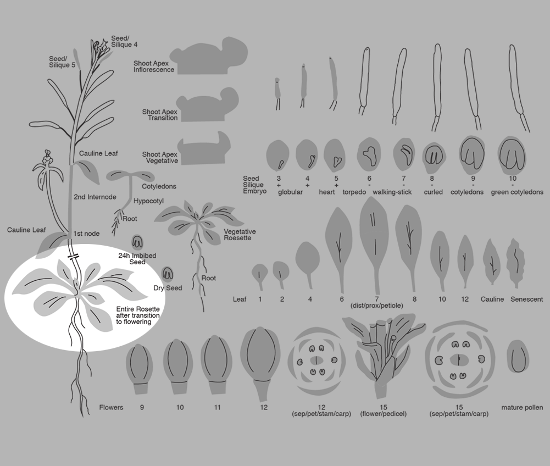 Seed/
Silique 4
Seed/
Silique 5
Shoot Apex
Inflorescence
Shoot Apex
Transition
Shoot Apex
Vegetative
Cauline Leaf
Cotyledons
2nd Internode
Hypocotyl
Root
Cauline Leaf
1st node
24h Imbibed
Seed
Vegetative
Roesette
Dry Seed
Root
Entire Rosette
after transition
to flowering
Seed 3 4 5 6 7 8 9 10
Silique + + + - - - - -
Embryo globular heart torpedo walking-stick curled cotyledons green cotyledons
Leaf 1 2 4 6 7 8 10 12 Cauline Senescent
(dist/prox/petiole)
Flowers 9 10 11 12 12 15 15 mature pollen
(sep/pet/stam/carp) (flower/pedicel) (sep/pet/stam/carp)